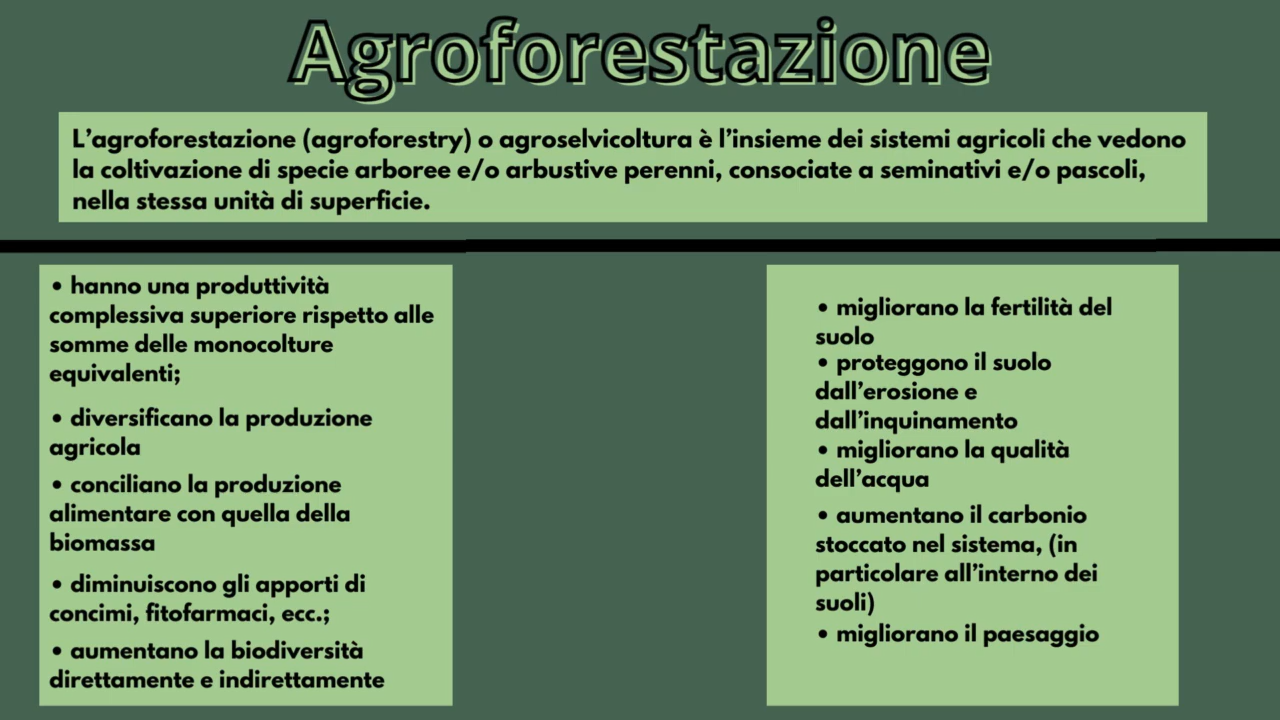 Agroforestazione
L’agroforestazione (agroforestry) o agroselvicoltura è l’insieme dei sistemi agricoli che vedono
la coltivazione di specie arboree e/o arbustive perenni, consociate a seminativi e/o pascoli,
nella stessa unità di superficie.
• hanno una produttività
complessiva superiore rispetto alle
somme delle monocolture
equivalenti;
• diversificano la produzione
agricola
• conciliano la produzione
alimentare con quella della
biomassa
• diminuiscono gli apporti di
concimi, fitofarmaci, ecc.;
• aumentano la biodiversità
direttamente e indirettamente
• migliorano la fertilità del
suolo
• proteggono il suolo
dall’erosione e
dall’inquinamento
• migliorano la qualità
dell’acqua
• aumentano il carbonio
stoccato nel sistema, (in
particolare all’interno dei
suoli)
• migliorano il paesaggio